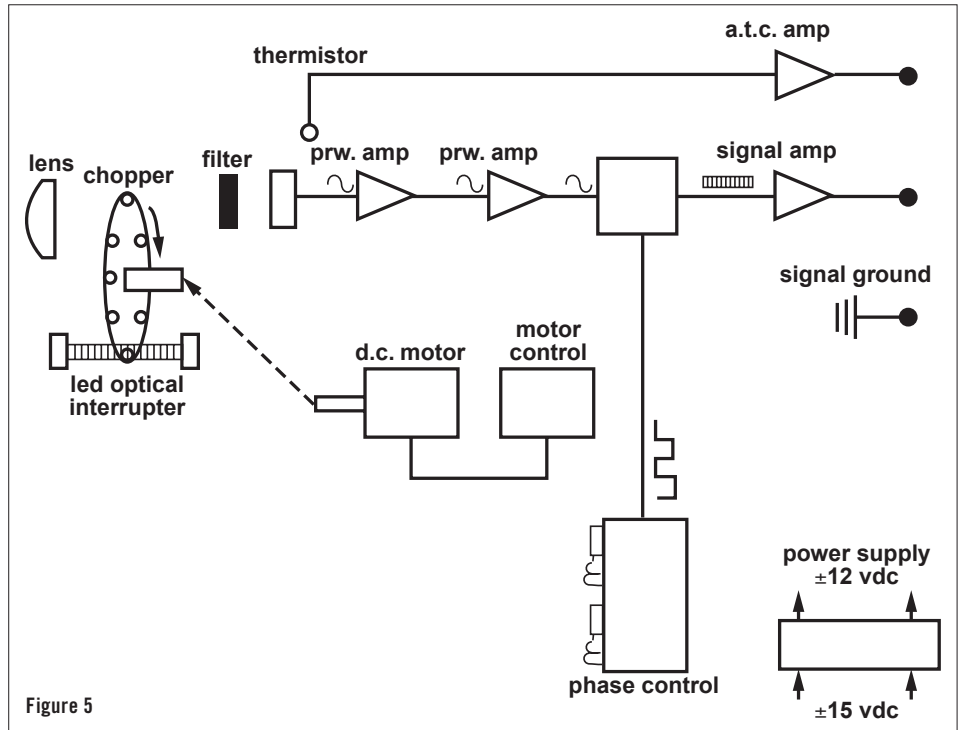 a.t.c. amp
thermistor
lens
chopper
filter
prw. amp
prw. amp
signal amp
signal ground
led optical
interrupter
d.c. motor
motor
control
phase control
power supply
±12 vdc
±15 vdc
Figure 5